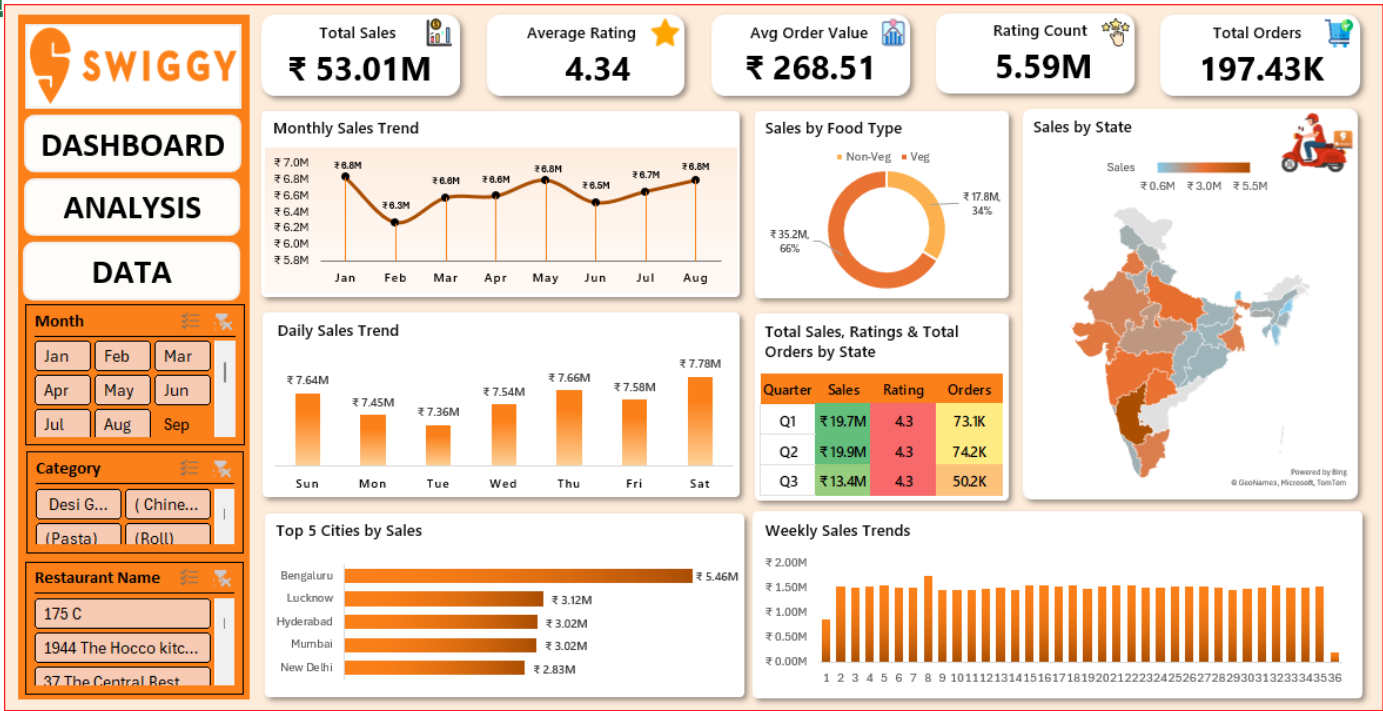 SWIGGY
DASHBOARD
ANALYSIS
DATA
Month
Jan Feb Mar
Apr May Jun
Jul Aug Sep
Category
Desi G... ( Chine...
(Pasta) (Roll)
Restaurant Name
175 C
1944 The Hocco kitc...
37 The Central Rest
Total Sales
₹ 53.01M
Average Rating
4.34
Avg Order Value
₹ 268.51
Rating Count
5.59M
Total Orders
197.43K
Monthly Sales Trend
₹ 7.0M
₹ 6.8M
₹ 6.6M
₹ 6.4M
₹ 6.2M
₹ 6.0M
₹ 5.8M
₹ 6.8M ₹ 6.3M ₹ 6.6M ₹ 6.6M ₹ 6.8M ₹ 6.5M ₹ 6.7M ₹ 6.8M
Jan Feb Mar Apr May Jun Jul Aug
Sales by Food Type
Non-Veg Veg
₹ 17.8M,
34%
₹ 35.2M,
66%
Sales by State
Sales
₹ 0.6M ₹ 3.0M ₹ 5.5M
Powered by Bing
© GeoNames, Microsoft, TomTom
Daily Sales Trend
₹ 7.64M ₹ 7.45M ₹ 7.36M ₹ 7.54M ₹ 7.66M ₹ 7.58M ₹ 7.78M
Sun Mon Tue Wed Thu Fri Sat
Total Sales, Ratings & Total
Orders by State
Quarter Sales Rating Orders
Q1 ₹ 19.7M 4.3 73.1K
Q2 ₹ 19.9M 4.3 74.2K
Q3 ₹ 13.4M 4.3 50.2K
Top 5 Cities by Sales
Bengaluru ₹ 5.46M
Lucknow ₹ 3.12M
Hyderabad ₹ 3.02M
Mumbai ₹ 3.02M
New Delhi ₹ 2.83M
Weekly Sales Trends
₹ 2.00M
₹ 1.50M
₹ 1.00M
₹ 0.50M
₹ 0.00M
1 2 3 4 5 6 7 8 9 10 11 12 13 14 15 16 17 18 19 20 21 22 23 24 25 26 27 28 29 30 31 32 33 34 35 36